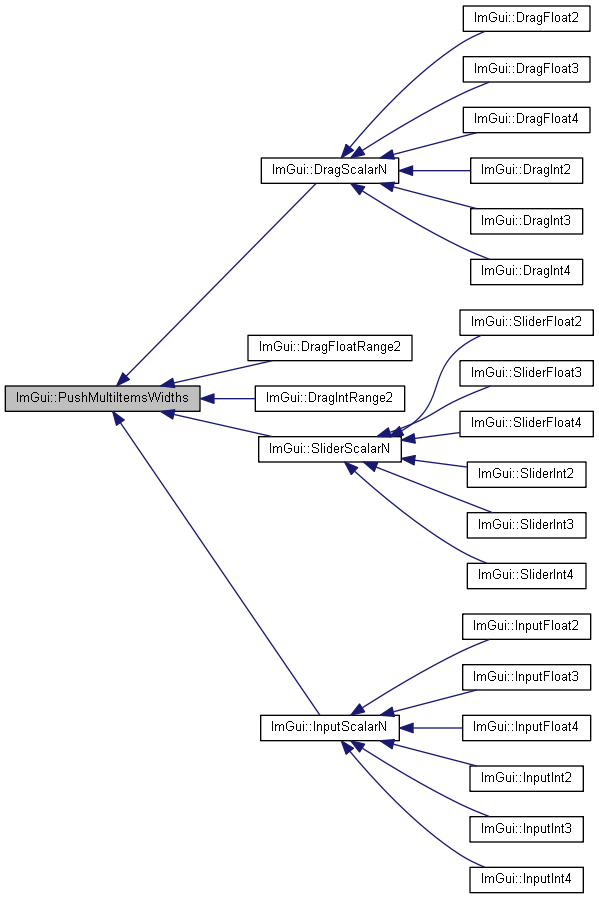 ImGui::DragFloat2
ImGui::DragFloat3
ImGui::DragFloat4
ImGui::DragScalarN
ImGui::DragInt2
ImGui::DragInt3
ImGui::DragInt4
ImGui::SliderFloat2
ImGui::DragFloatRange2
ImGui::SliderFloat3
ImGui::PushMultiItemsWidths
ImGui::DragIntRange2
ImGui::SliderFloat4
ImGui::SliderScalarN
ImGui::SliderInt2
ImGui::SliderInt3
ImGui::SliderInt4
ImGui::InputFloat2
ImGui::InputFloat3
ImGui::InputScalarN
ImGui::InputFloat4
ImGui::InputInt2
ImGui::InputInt3
ImGui::InputInt4